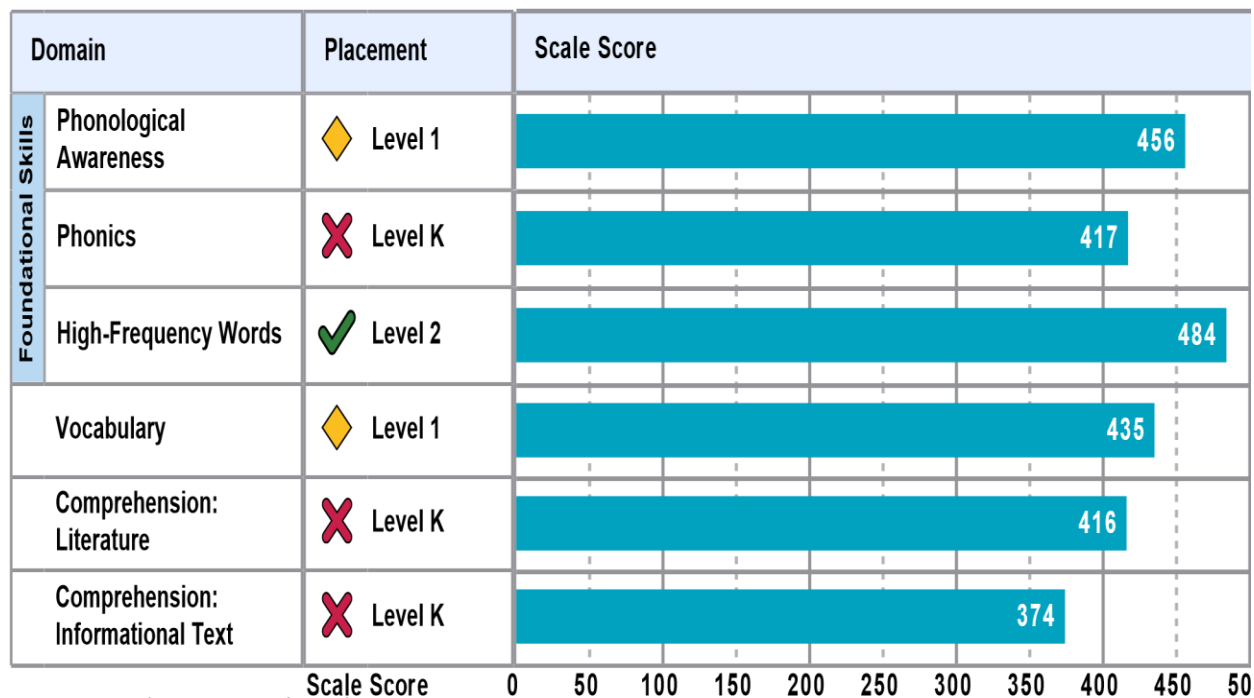 Domain
Placement
Scale Score
Foundational Skills
Phonological
Awareness
Level 1
456
Phonics
Level K
417
High-Frequency Words
Level 2
484
Vocabulary
Level 1
435
Comprehension:
Literature
Level K
416
Comprehension:
Informational Text
Level K
374
Scale Score 0 50 100 150 200 250 300 350 400 450